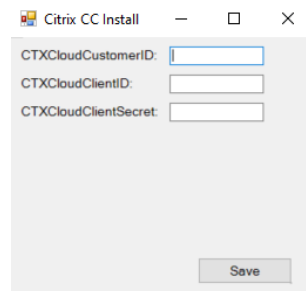 Citrix CC Install
CTXCloudCustomerID:
CTXCloudClientID:
CTXCloudClientSecret:
Save